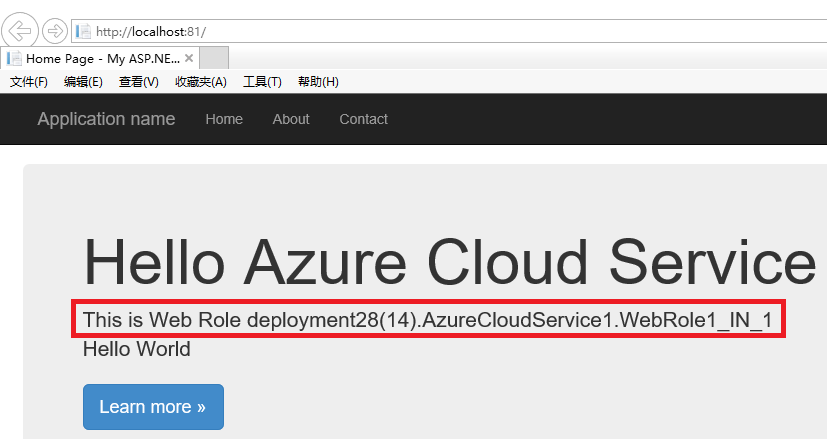 http://localhost:81/
Home Page - My ASP.NE...
文件(F) 编辑(E) 查看(V) 收藏夹(A) 工具(T) 帮助(H)
Application name Home About Contact
Hello Azure Cloud Service
This is Web Role deployment28(14).AzureCloudService1.WebRole1_IN_1
Hello World
Learn more »